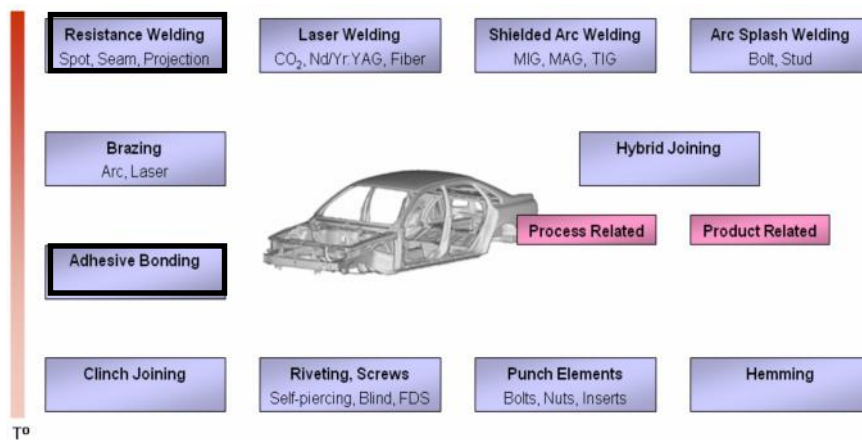 Resistance Welding
Spot, Seam, Projection
Laser Welding
CO₂, Nd/Yr:YAG, Fiber
Shielded Arc Welding
MIG, MAG, TIG
Arc Splash Welding
Bolt, Stud
Brazing
Arc, Laser
Hybrid Joining
Process Related
Product Related
Adhesive Bonding
Clinch Joining
Riveting, Screws
Self-piercing, Blind, FDS
Punch Elements
Bolts, Nuts, Inserts
Hemming
Tº